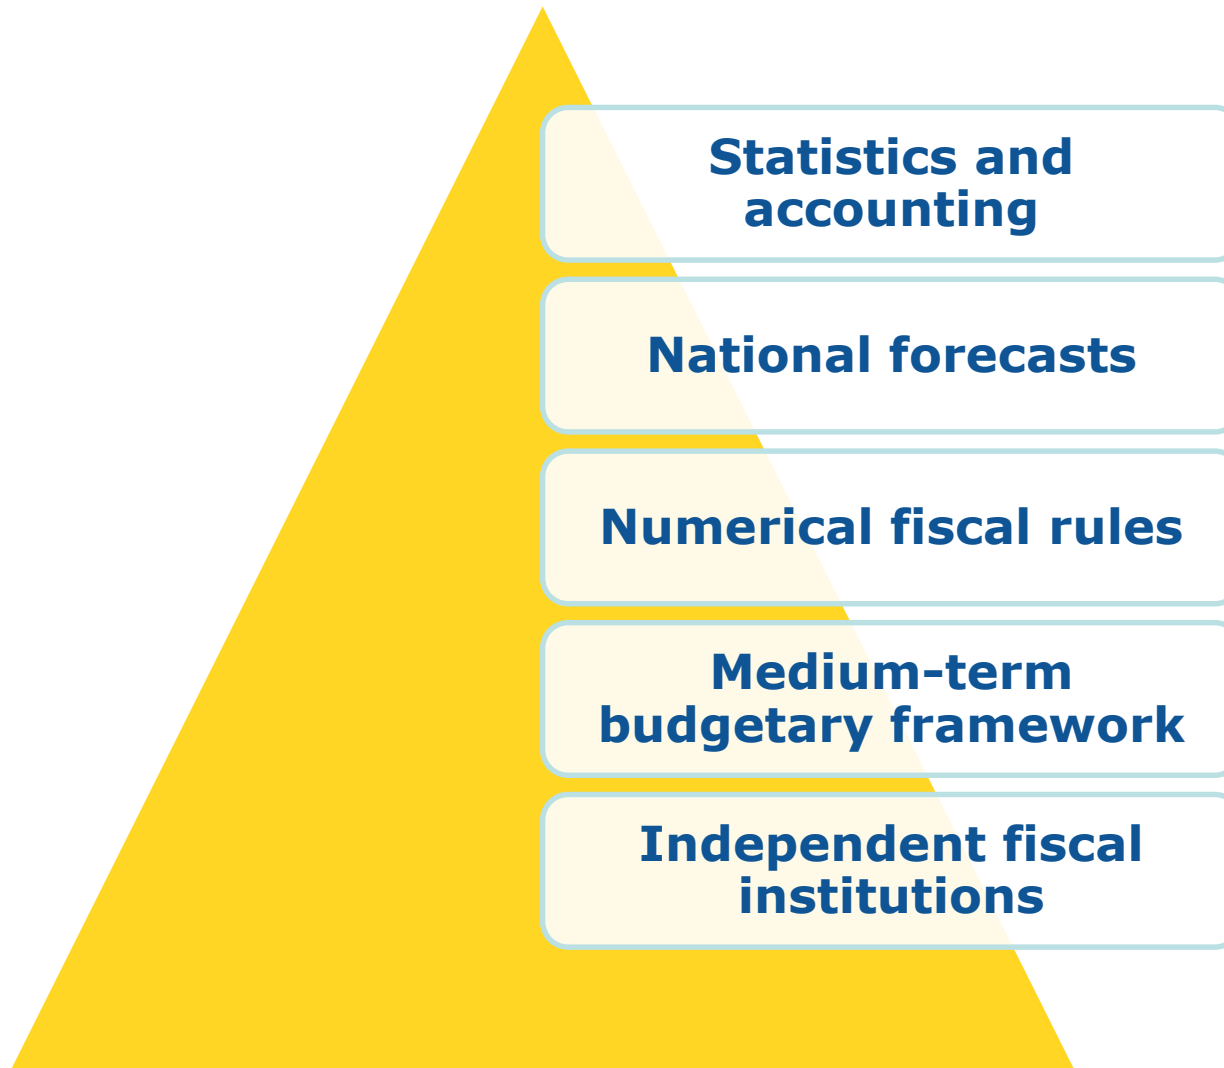 Statistics and
accounting
National forecasts
Numerical fiscal rules
Medium-term
budgetary framework
Independent fiscal
institutions